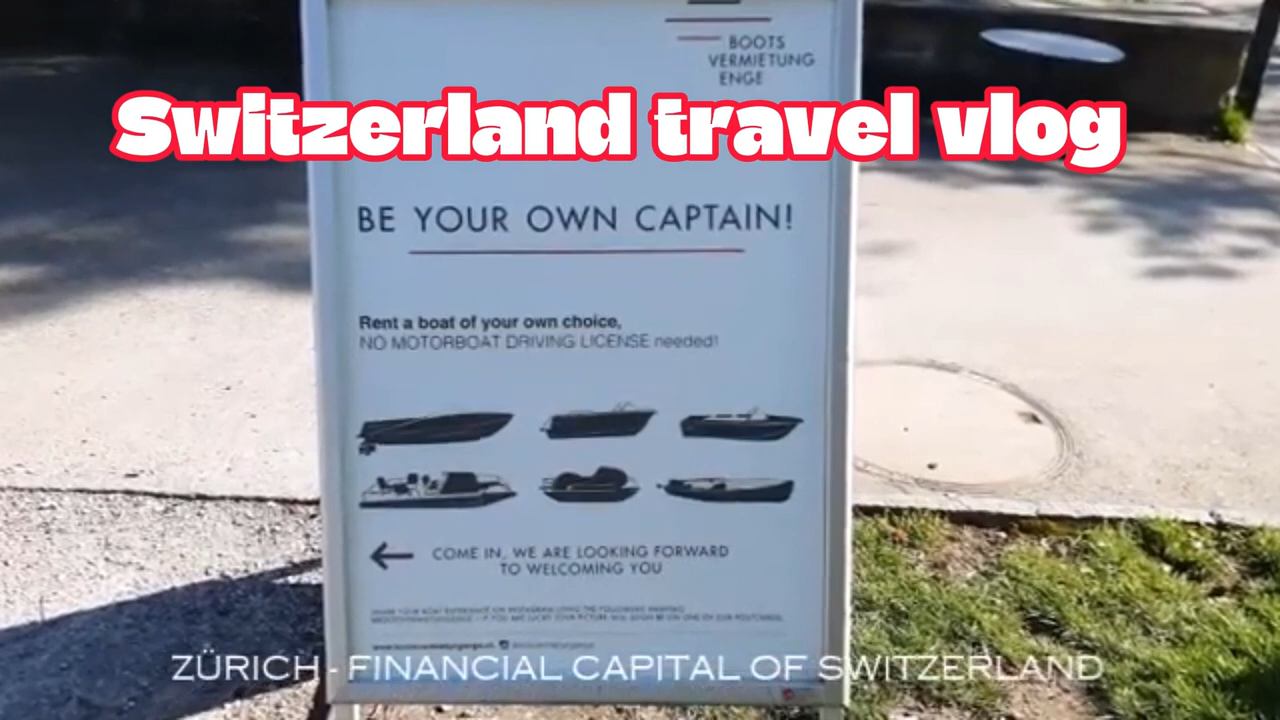 BOOTS
VERMIETUNG
ENGE
Switzerland travel vlog
BE YOUR OWN CAPTAIN!
Rent a boat of your own choice,
NO MOTORBOAT DRIVING LICENSE needed!
COME IN, WE ARE LOOKING FORWARD
TO WELCOMING YOU
ZÜRICH - FINANCIAL CAPITAL OF SWITZERLAND